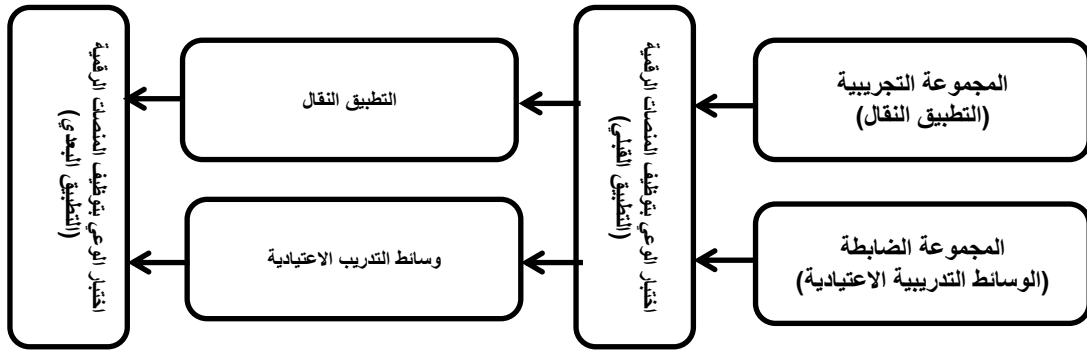 المجموعة التجريبية
(التطبيق النقال)
المجموعة الضابطة
(الوسائط التدريبية الاعتيادية)
اختبار الوعي بتوظيف المنصات الرقمية
(التطبيق القبلي)
التطبيق النقال
وسائط التدريب الاعتيادية
اختبار الوعي بتوظيف المنصات الرقمية
(التطبيق البعدي)